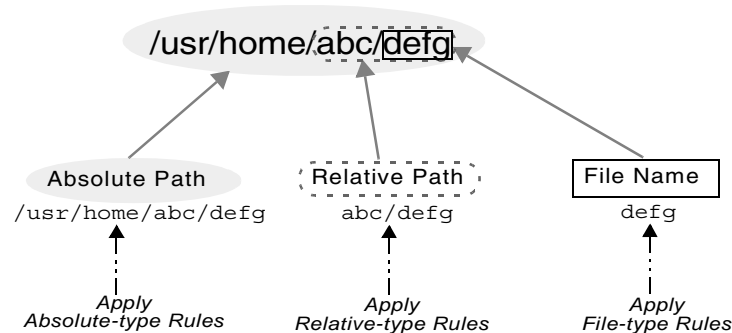 /usr/home/abc/defg
Absolute Path
Relative Path
File Name
/usr/home/abc/defg
abc/defg
defg
Apply
Absolute-type Rules
Apply
Relative-type Rules
Apply
File-type Rules